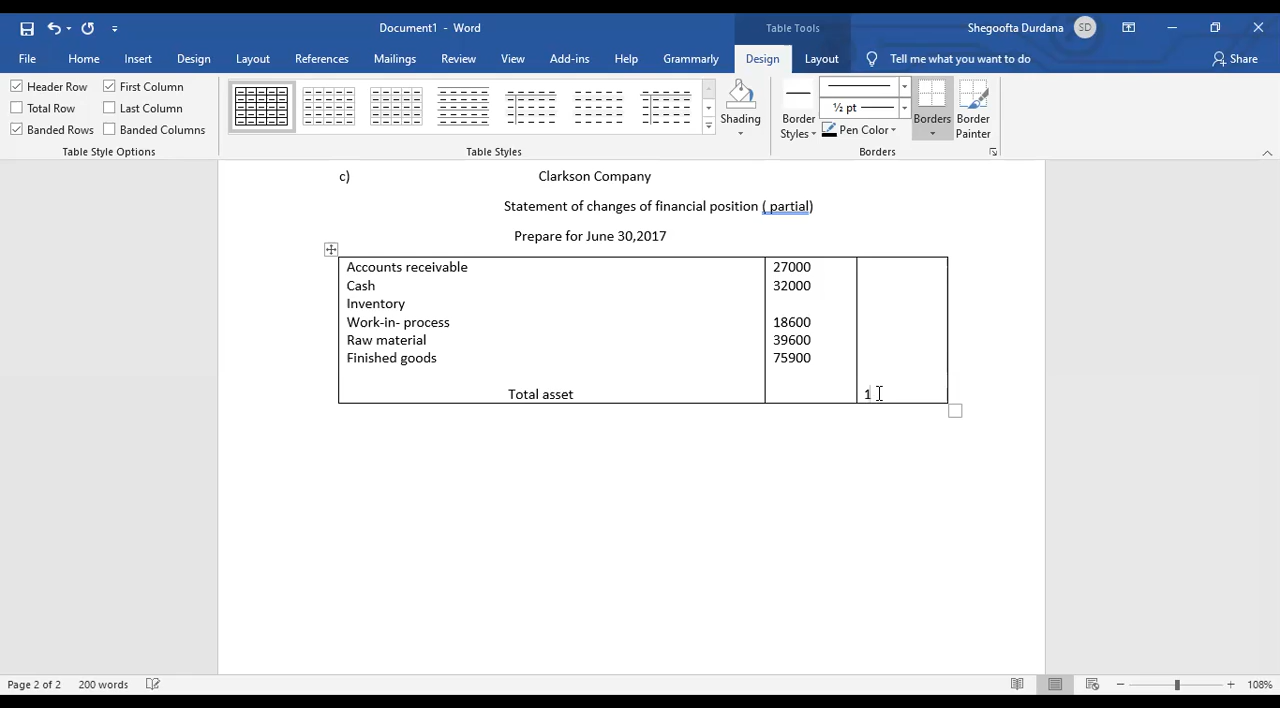 Document1 - Word
Table Tools
Shegoofta Durdana
SD
File
Home
Insert
Design
Layout
References
Mailings
Review
View
Add-ins
Help
Grammarly
Design
Layout
Tell me what you want to do
Share
Header Row
First Column
Total Row
Last Column
Banded Rows
Banded Columns
Table Style Options
Table Styles
Shading
Border Styles
½ pt
Pen Color
Borders
Border Painter
Borders
c)
Clarkson Company
Statement of changes of financial position ( partial)
Prepare for June 30,2017
Accounts receivable 27000
Cash 32000
Inventory
Work-in- process 18600
Raw material 39600
Finished goods 75900
Total asset 1
Page 2 of 2
200 words
108%